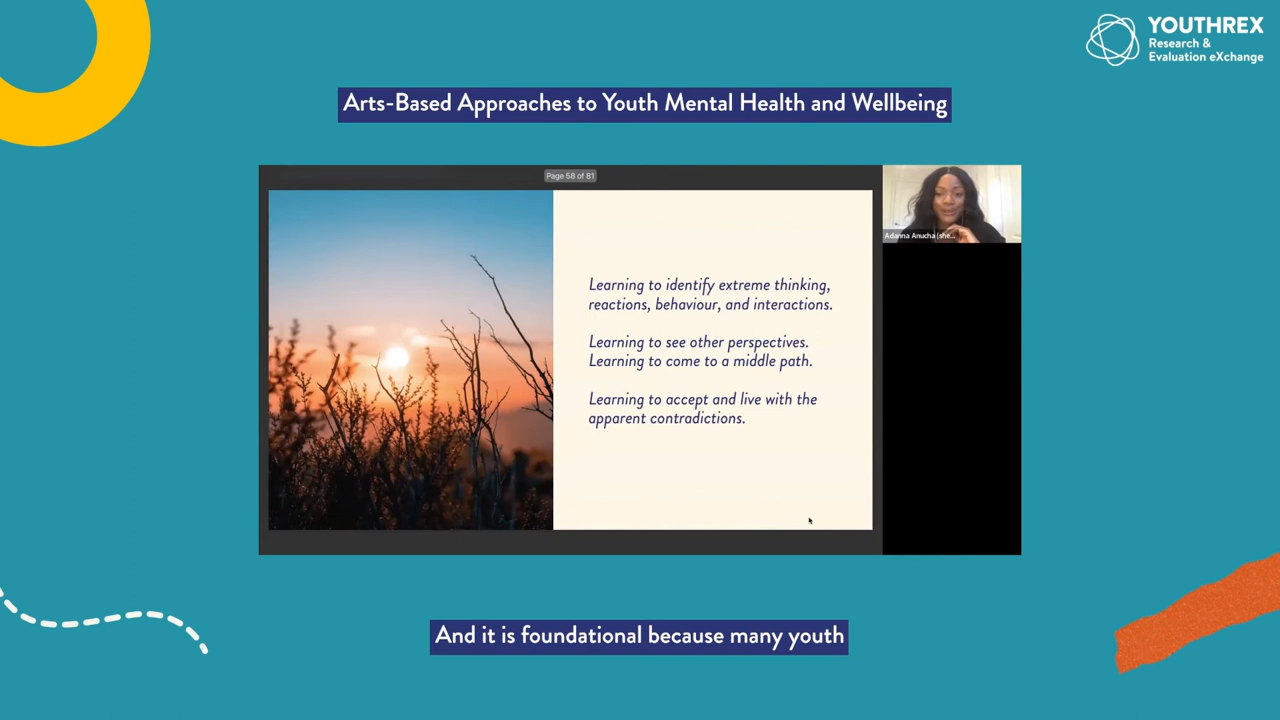 YOUTHREX
Research &
Evaluation eXchange
Arts-Based Approaches to Youth Mental Health and Wellbeing
Page 58 of 81
Adanna Anucha (she...
Learning to identify extreme thinking,
reactions, behaviour, and interactions.
Learning to see other perspectives.
Learning to come to a middle path.
Learning to accept and live with the
apparent contradictions.
And it is foundational because many youth